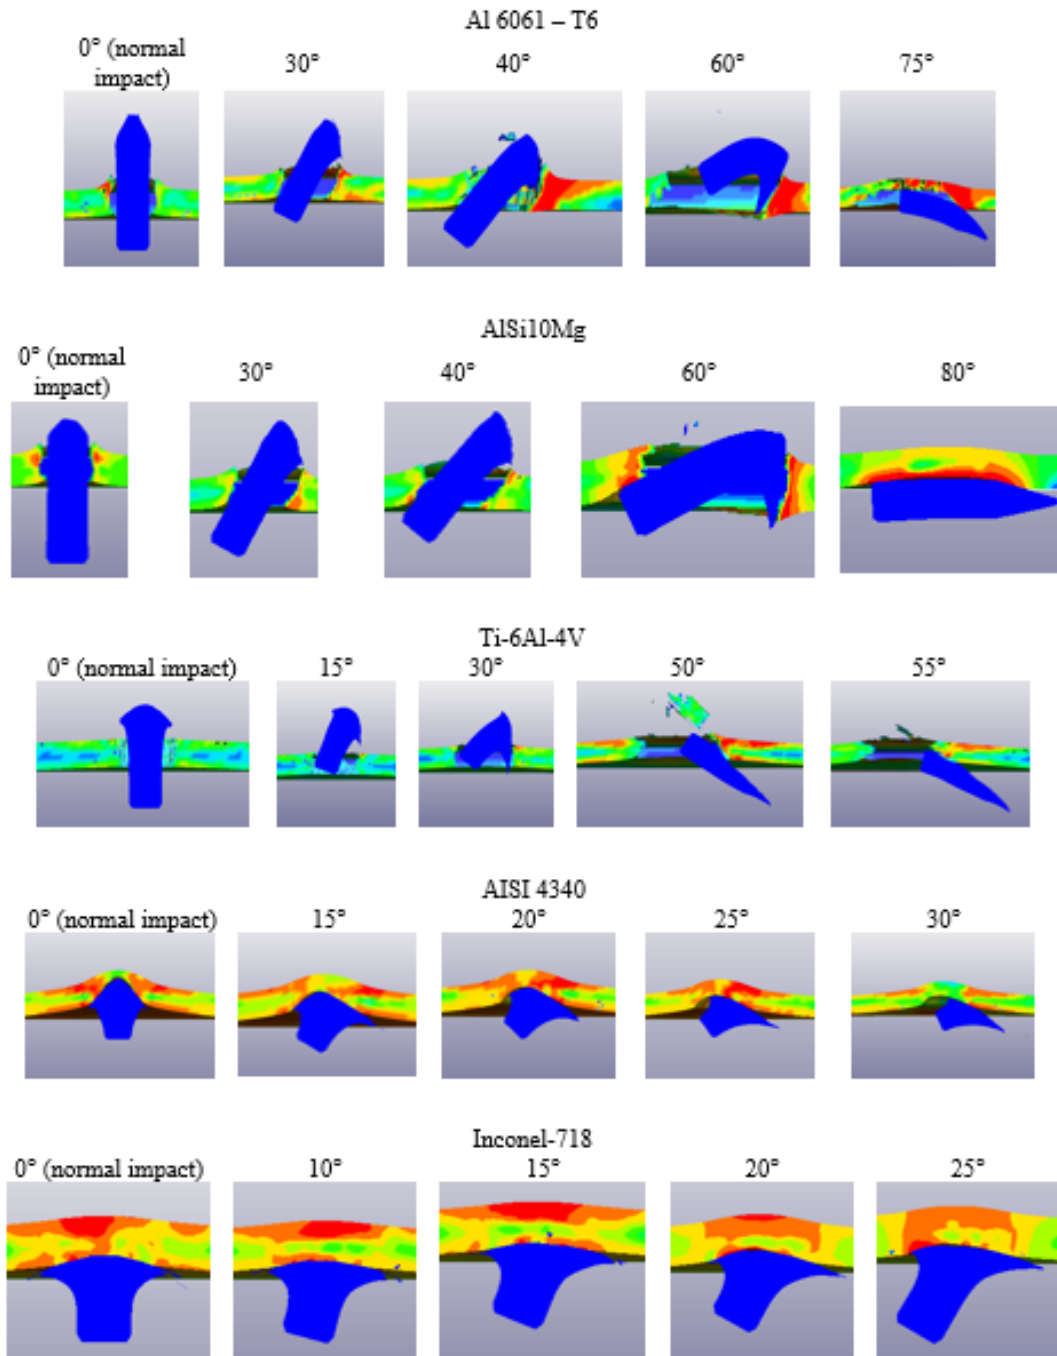 Al 6061 – T6
0° (normal
impact)
30°
40°
60°
75°
AlSi10Mg
0° (normal
impact)
30°
40°
60°
80°
Ti-6Al-4V
0° (normal impact)
15°
30°
50°
55°
AISI 4340
0° (normal impact)
15°
20°
25°
30°
Inconel-718
0° (normal impact)
10°
15°
20°
25°